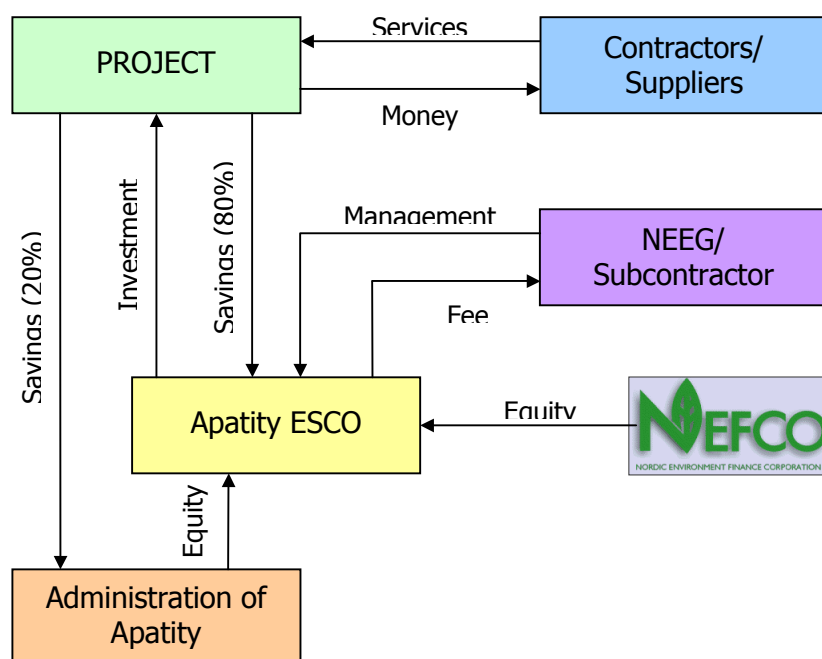 Services
PROJECT
Contractors/
Suppliers
Money
Savings (20%)
Investment
Savings (80%)
Management
NEEG/
Subcontractor
Fee
Apatity ESCO
Equity
NEFCO
NORDIC ENVIRONMENT FINANCE CORPORATION
Equity
Administration of
Apatity